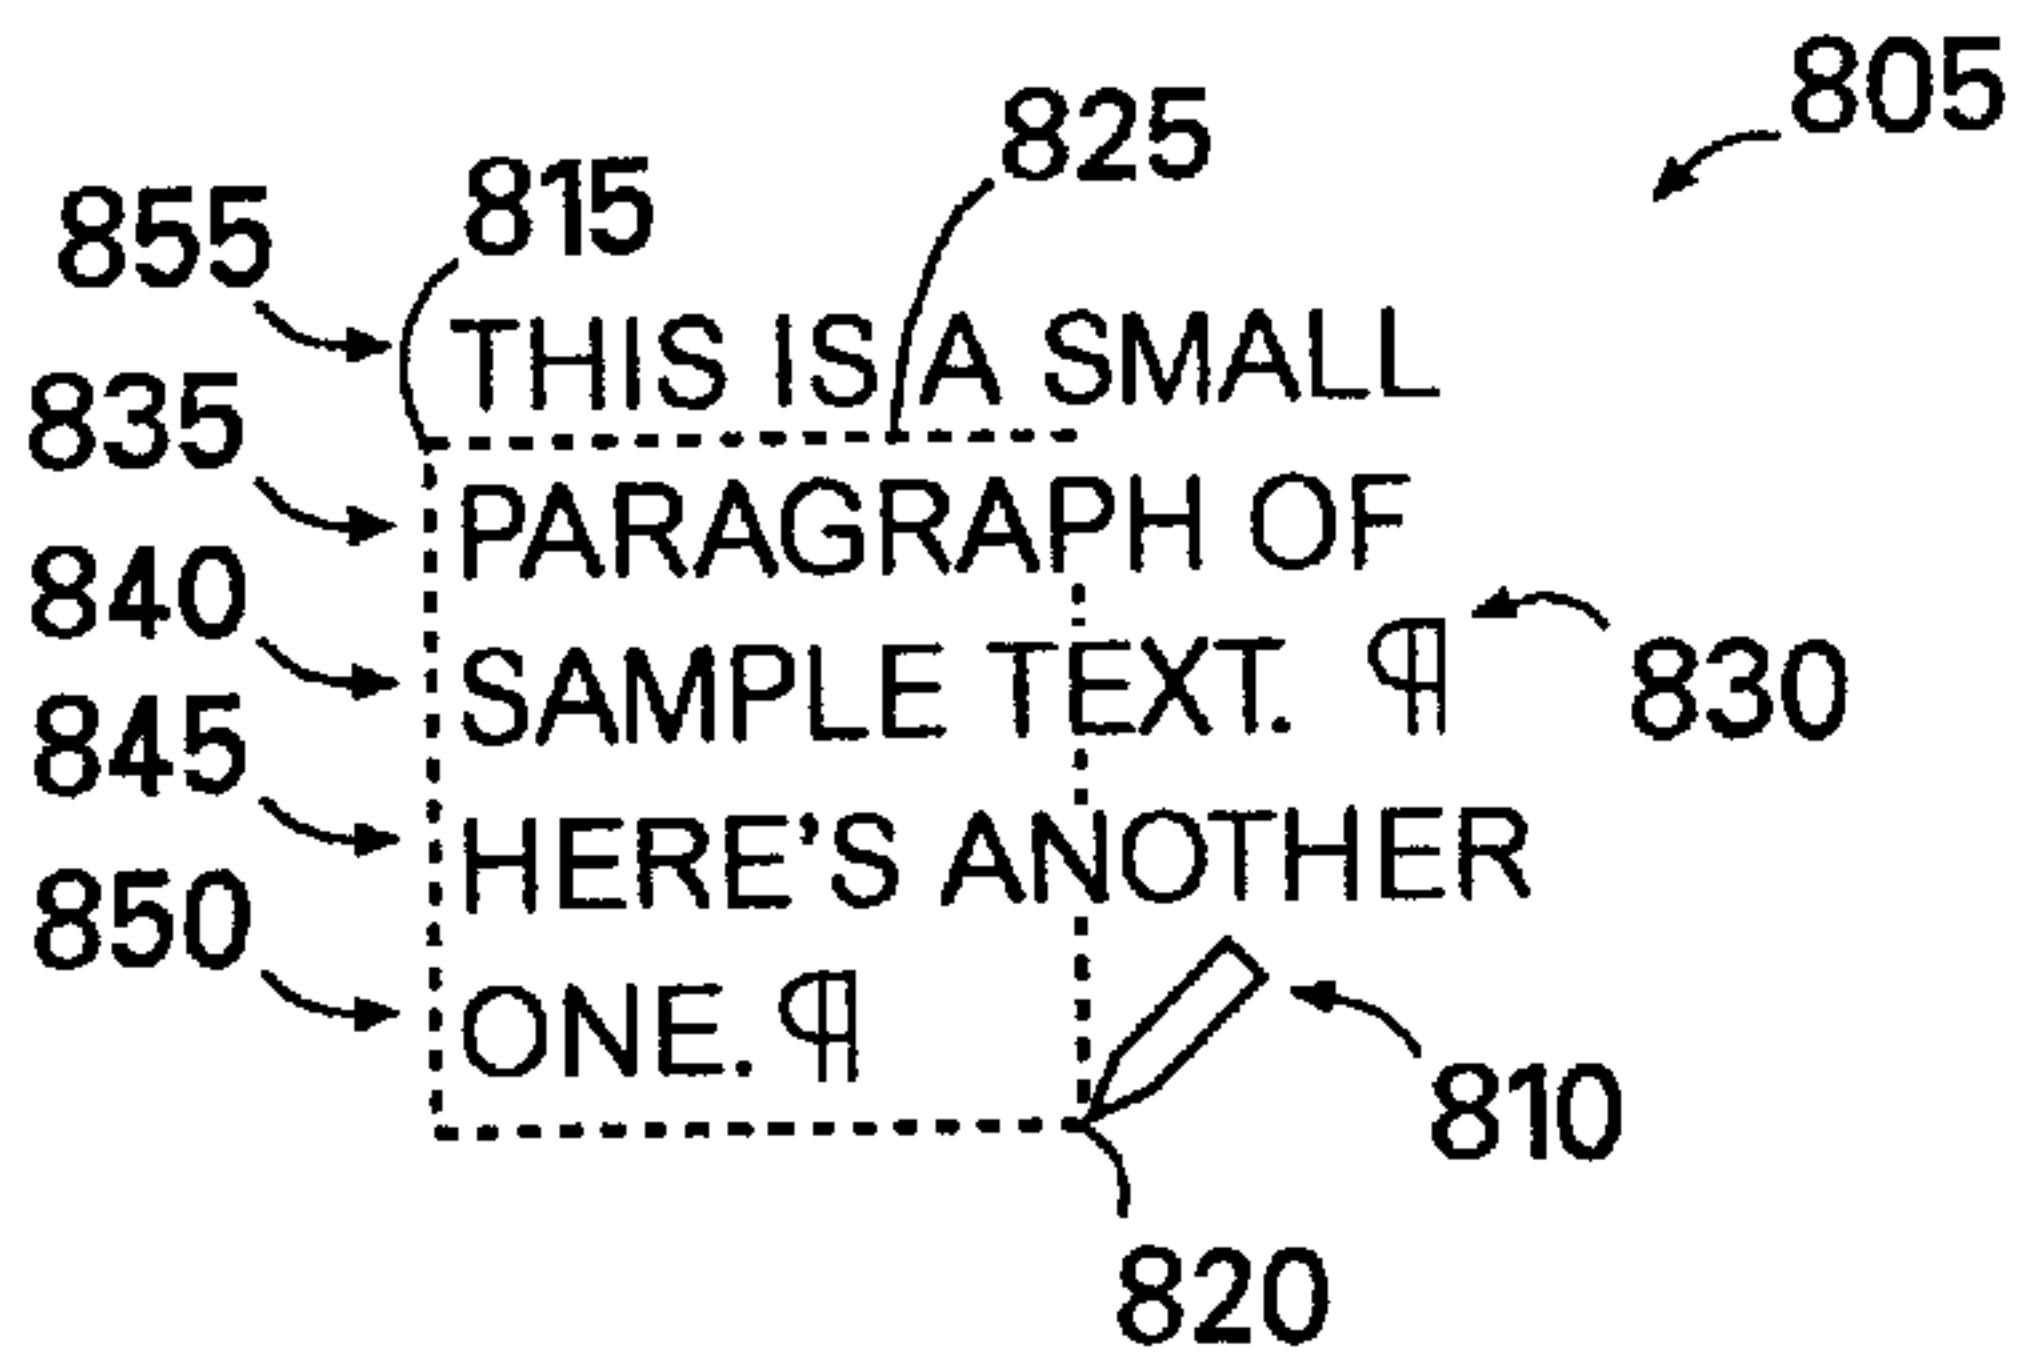 805
825
815
855
THIS IS A SMALL
835
PARAGRAPH OF
840
SAMPLE TEXT. ¶
830
845
HERE'S ANOTHER
850
ONE. ¶
810
820